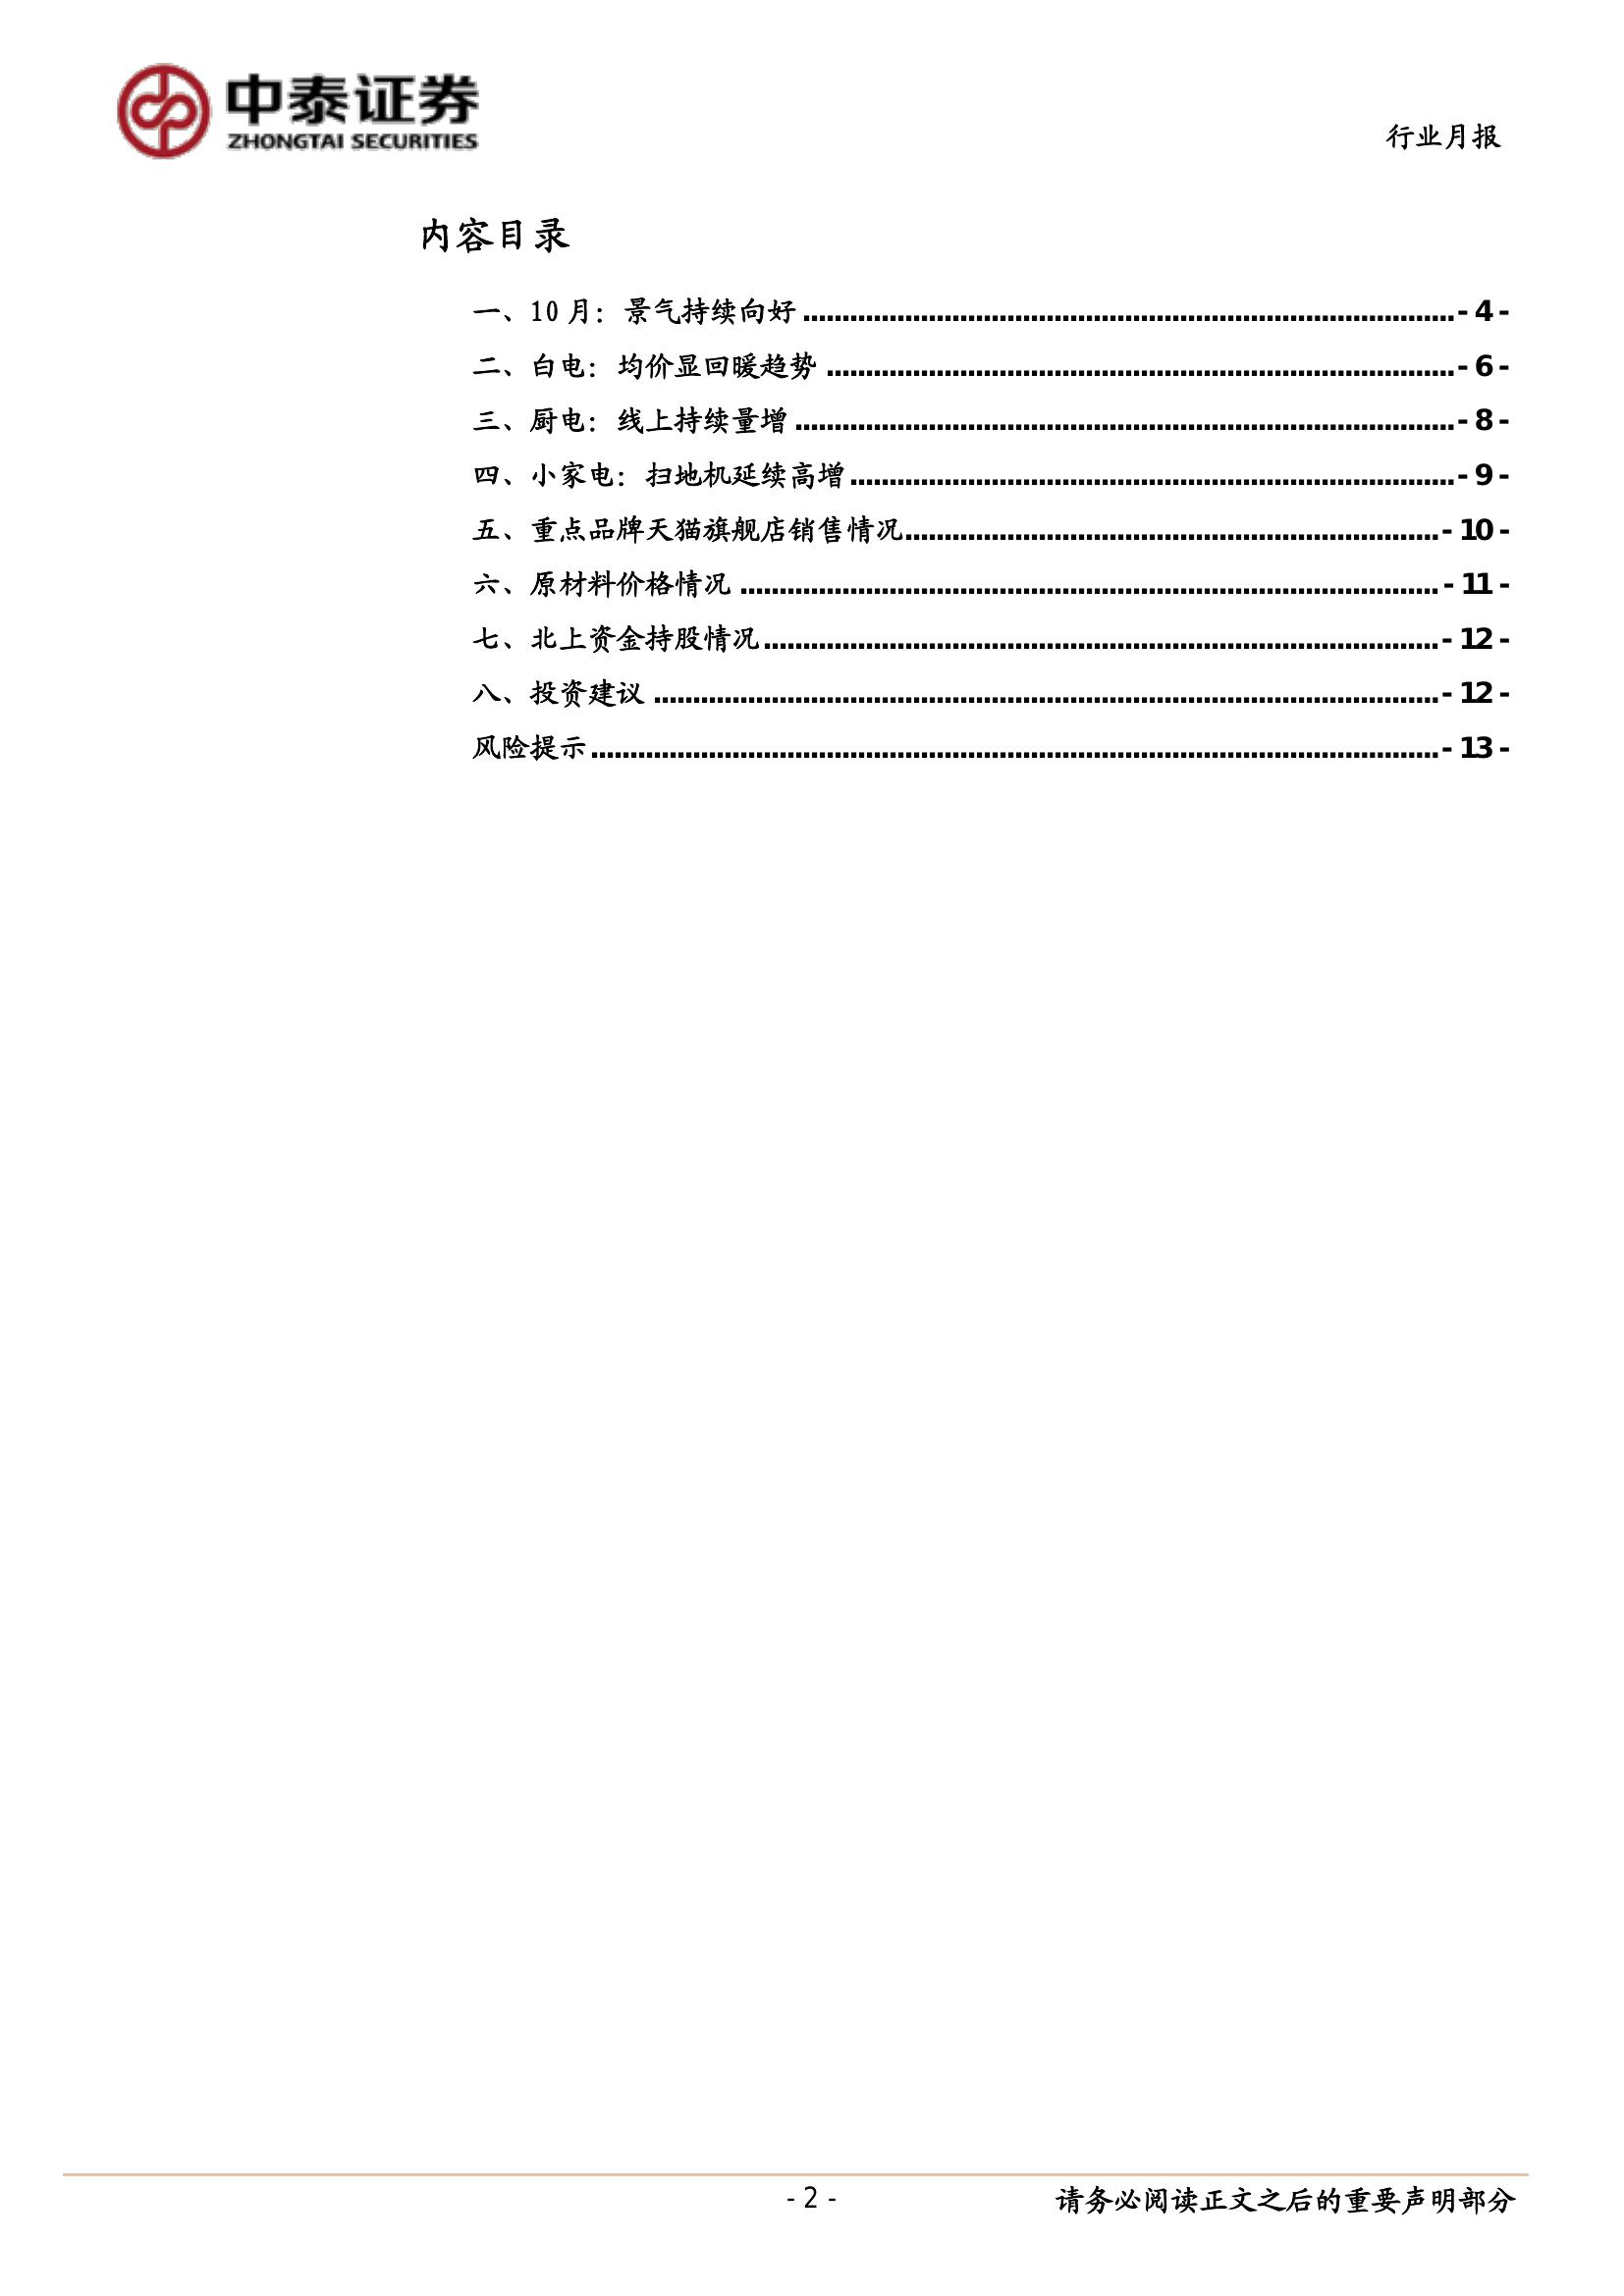 中泰证券
ZHONGTAI SECURITIES
行业月报
内容目录
一、10 月：景气持续向好 ........ - 4 -
二、白电：均价显回暖趋势 ........ - 6 -
三、厨电：线上持续量增 ........ - 8 -
四、小家电：扫地机延续高增 ........ - 9 -
五、重点品牌天猫旗舰店销售情况 ........ - 10 -
六、原材料价格情况 ........ - 11 -
七、北上资金持股情况 ........ - 12 -
八、投资建议 ........ - 12 -
风险提示 ........ - 13 -
- 2 -
请务必阅读正文之后的重要声明部分